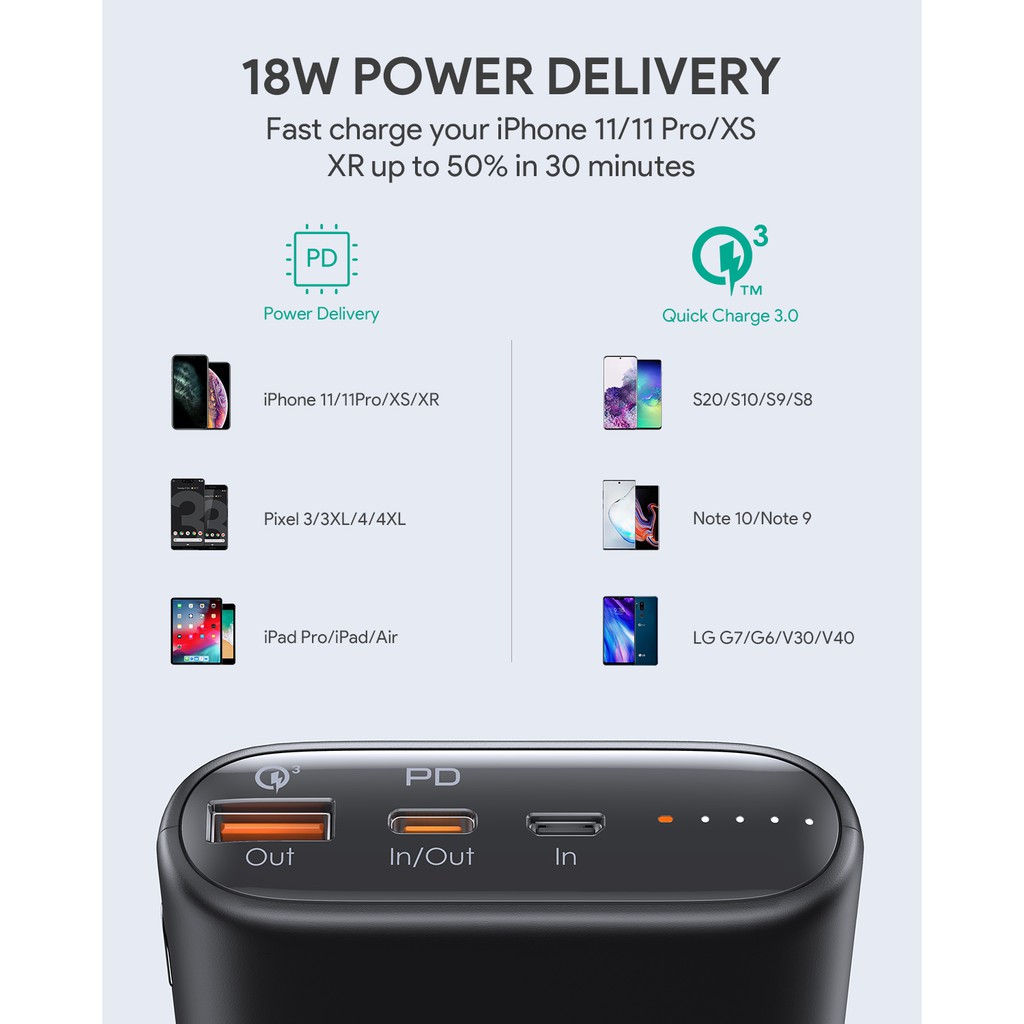 18W POWER DELIVERY
Fast charge your iPhone 11/11 Pro/XS
XR up to 50% in 30 minutes
PD
Power Delivery
3
TM
Quick Charge 3.0
iPhone 11/11Pro/XS/XR
S20/S10/S9/S8
Pixel 3/3XL/4/4XL
Note 10/Note 9
iPad Pro/iPad/Air
LG G7/G6/V30/V40
3
PD
Out
In/Out
In